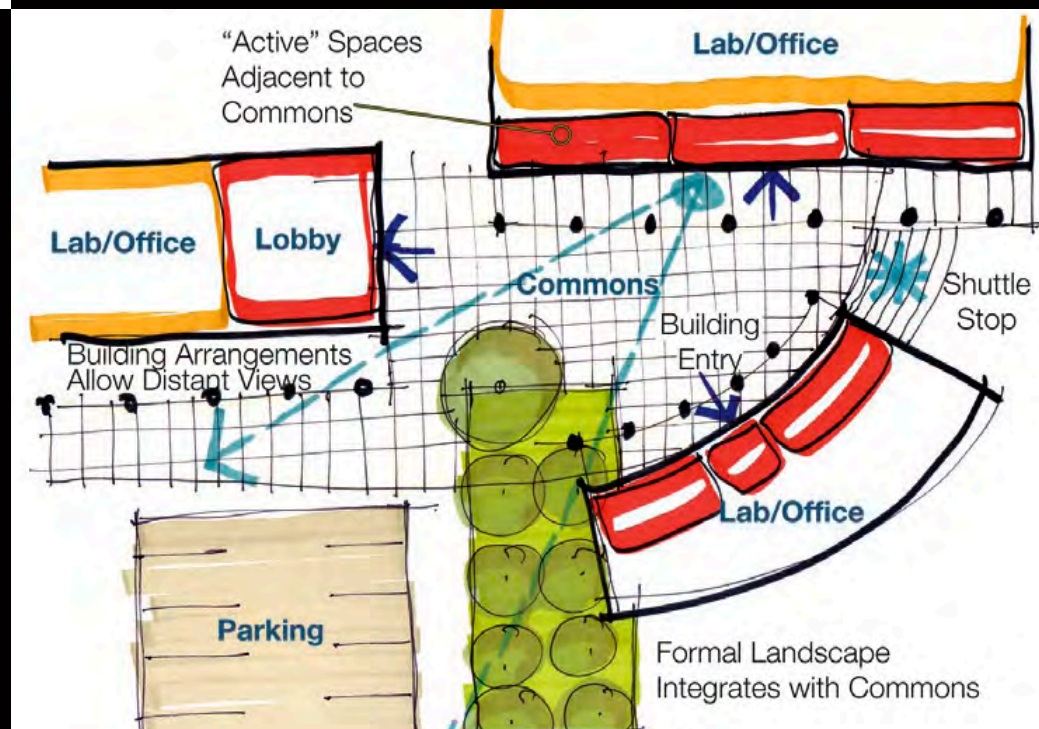 “Active” Spaces
Adjacent to
Commons
Lab/Office
Lab/Office
Lobby
Commons
Shuttle
Stop
Building
Entry
Building Arrangements
Allow Distant Views
Lab/Office
Parking
Formal Landscape
Integrates with Commons